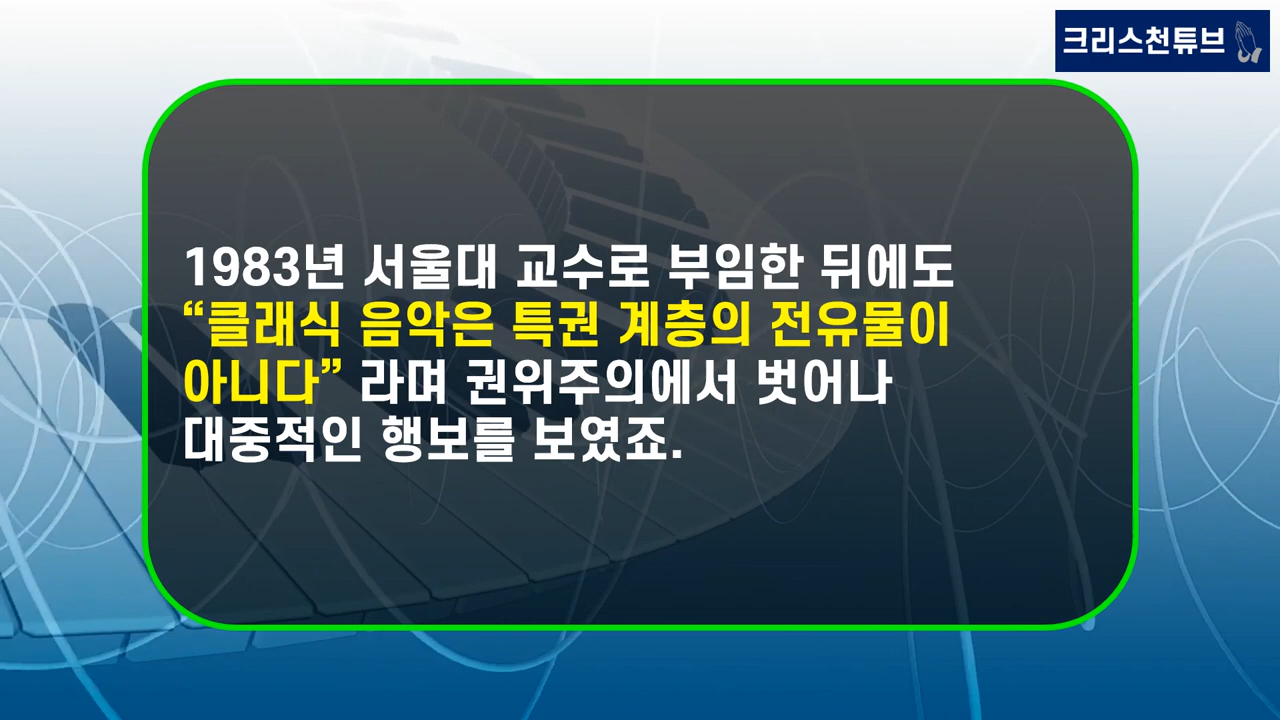 크리스천튜브
1983년 서울대 교수로 부임한 뒤에도
“클래식 음악은 특권 계층의 전유물이
아니다” 라며 권위주의에서 벗어나
대중적인 행보를 보였죠.